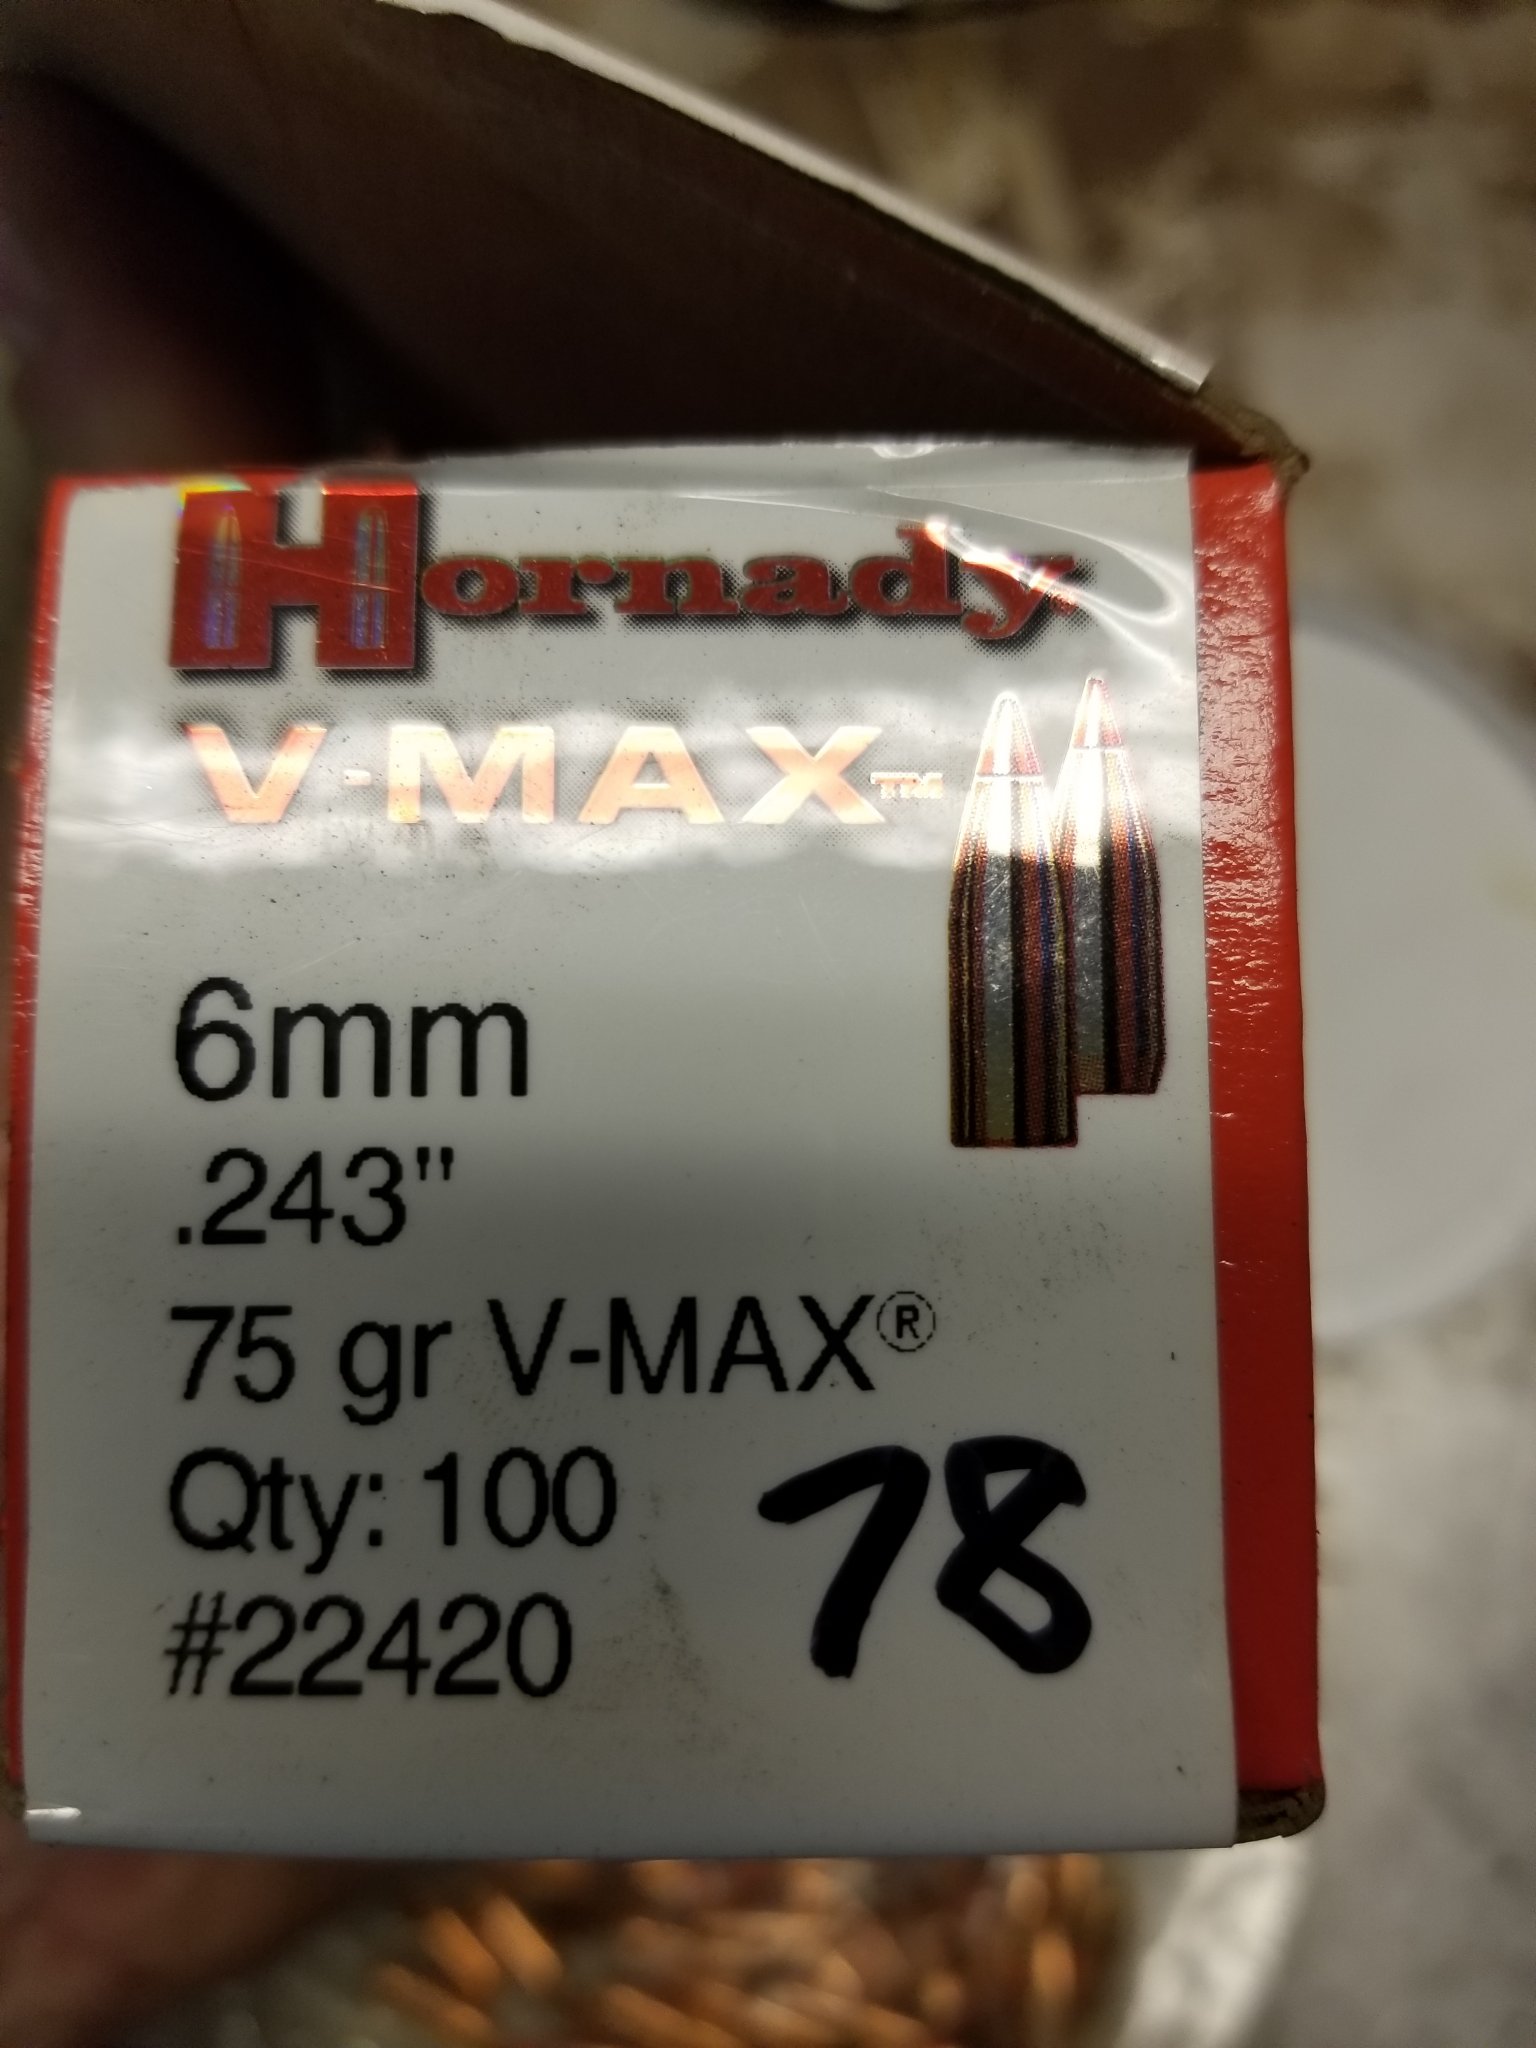 Hornady
V-MAX™
6mm
.243"
75 gr V-MAX®
Qty: 100
#22420
78